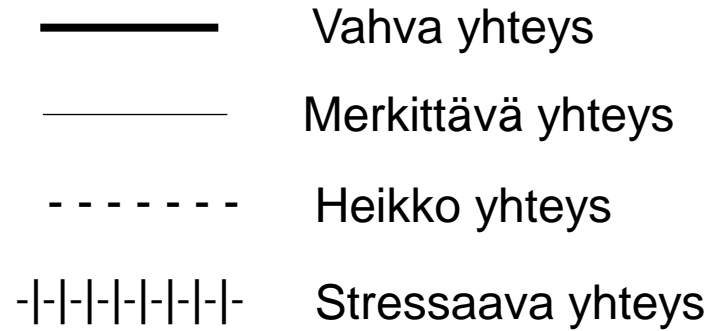 Vahva yhteys
Merkittävä yhteys
Heikko yhteys
Stressaava yhteys